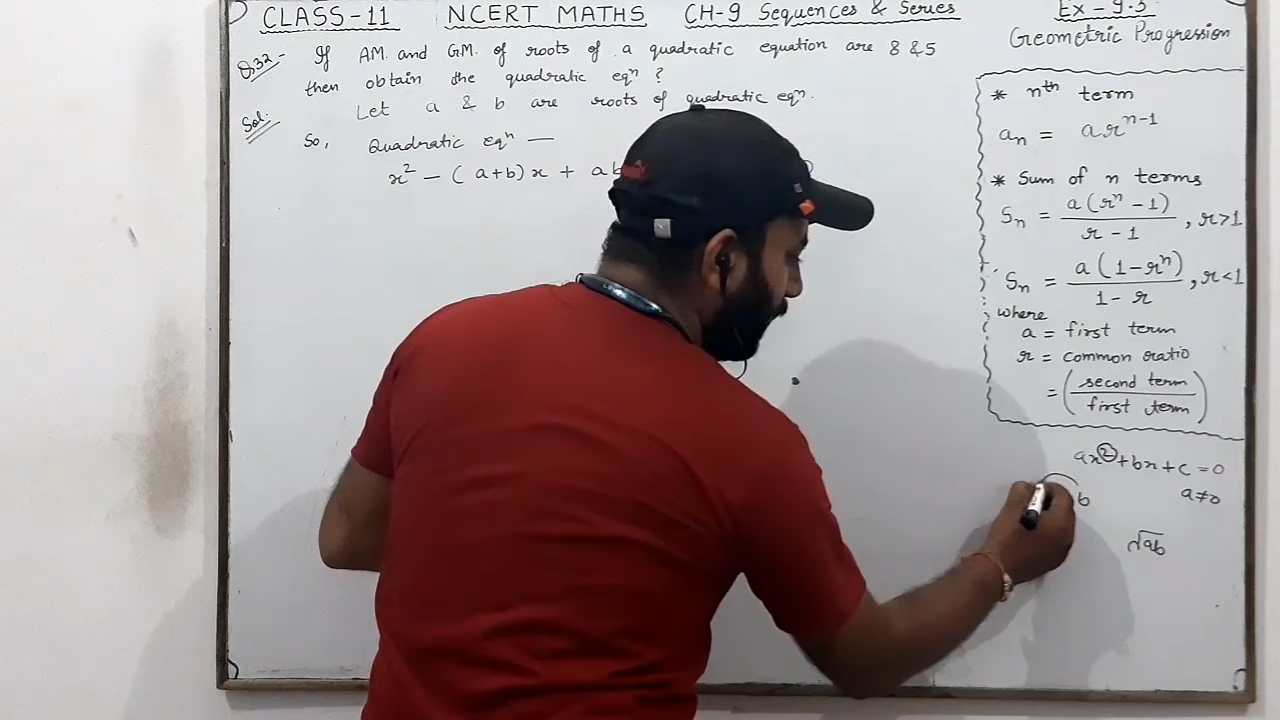 CLASS-11 NCERT MATHS CH-9 Sequences & Series
Ex-9.3
Geometric Progression
Q.32- If A.M. and G.M. of roots of a quadratic equation are 8 & 5
then obtain the quadratic eqⁿ ?
Sol: Let a & b are roots of quadratic eqⁿ.
So, Quadratic eqⁿ —
x² - (a+b)x + ab
* nᵗʰ term
aₙ = arⁿ⁻¹
* Sum of n terms
Sₙ = a(rⁿ-1) / r-1 , r>1
Sₙ = a(1-rⁿ) / 1-r , r<1
where
a = first term
r = common ratio
= (second term / first term)
ax²+bx+c=0
b a≠0
√ab